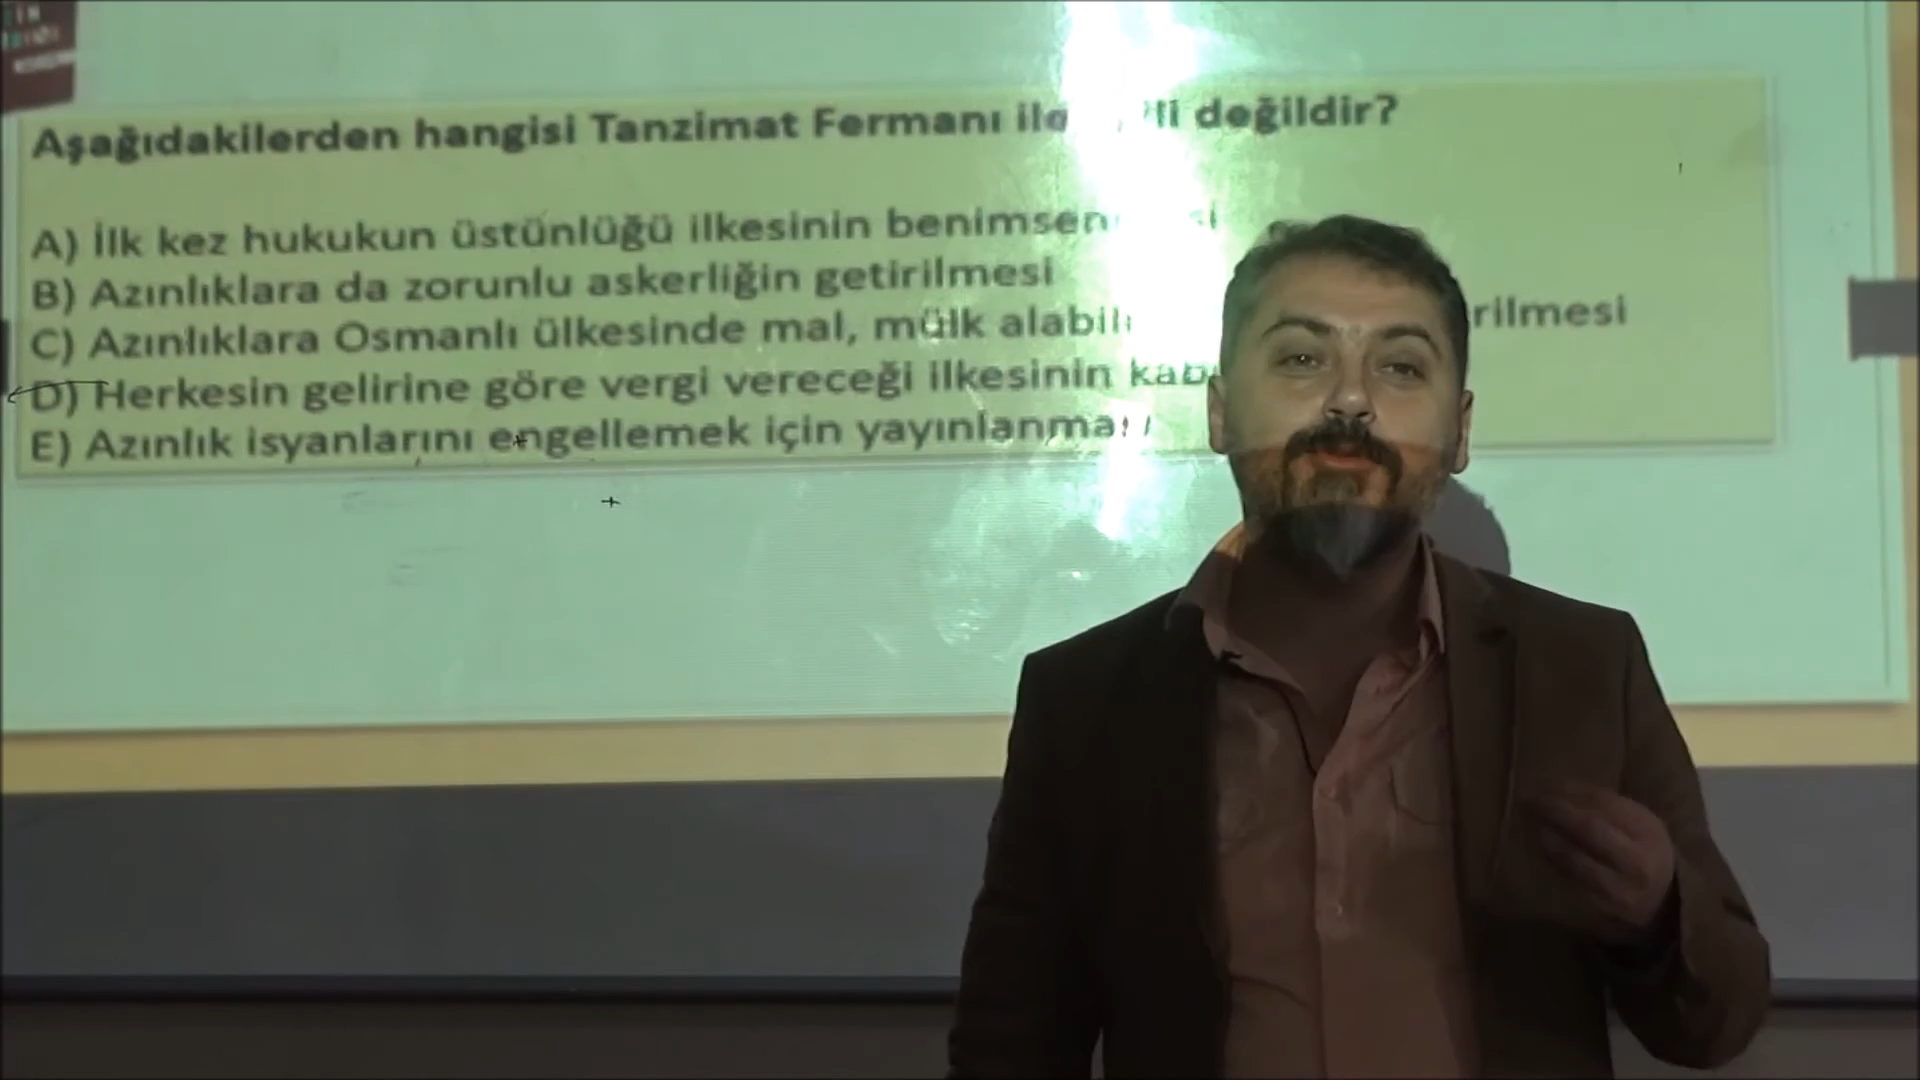 Aşağıdakilerden hangisi Tanzimat Fermanı değildir?
A) İlk kez hukukun üstünlüğü ilkesinin
B) Azınlıklara da zorunlu askerliğin getirilmesi
C) Azınlıklara Osmanlı ülkesinde mal, mülk
D) Herkesin gelirine göre vergi vereceği ilkesinin
E) Azınlık isyanlarını engellemek için